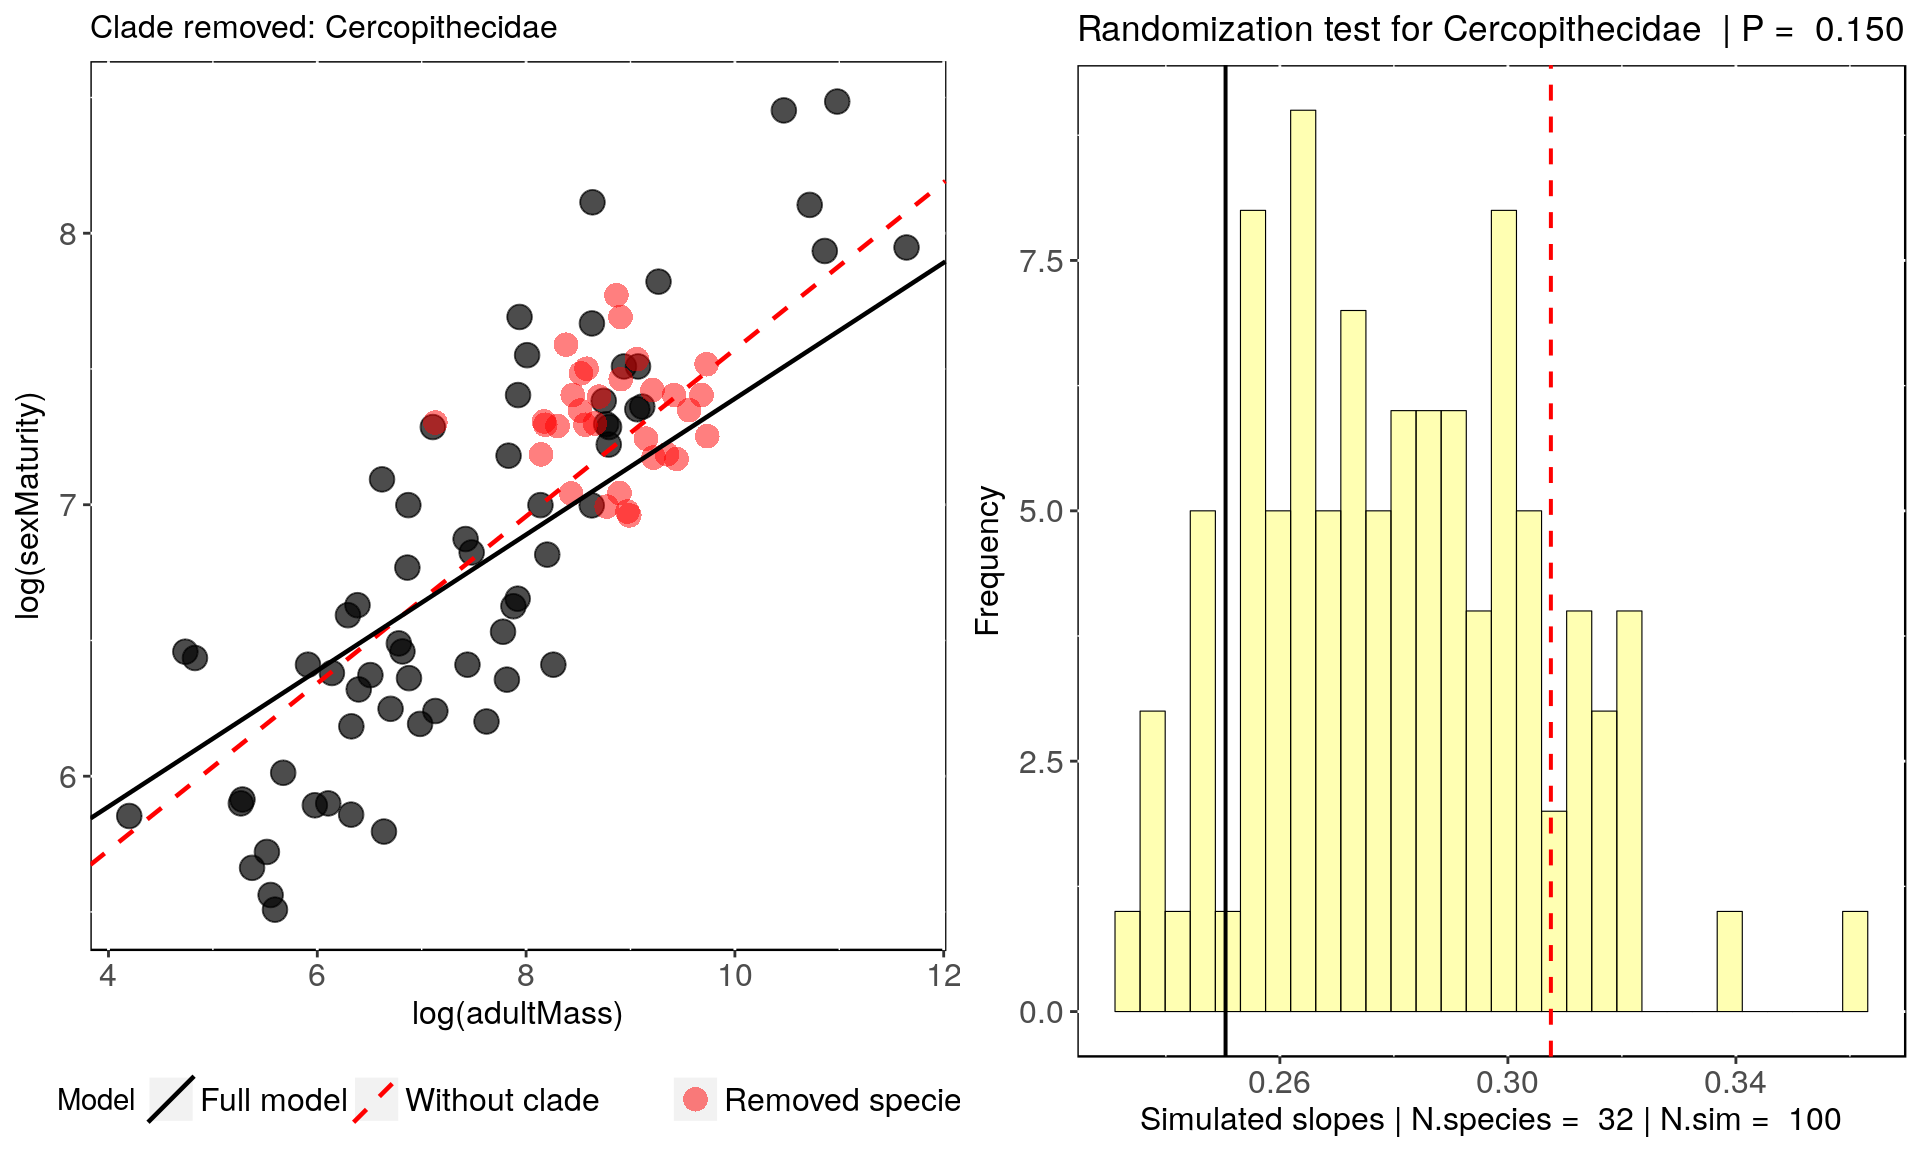 Clade removed: Cercopithecidae
log(sexMaturity)
8
7
6
4 6 8 10 12
log(adultMass)
Model Full model Without clade Removed specie
Randomization test for Cercopithecidae | P = 0.150
Frequency
7.5
5.0
2.5
0.0
0.26 0.30 0.34
Simulated slopes | N.species = 32 | N.sim = 100